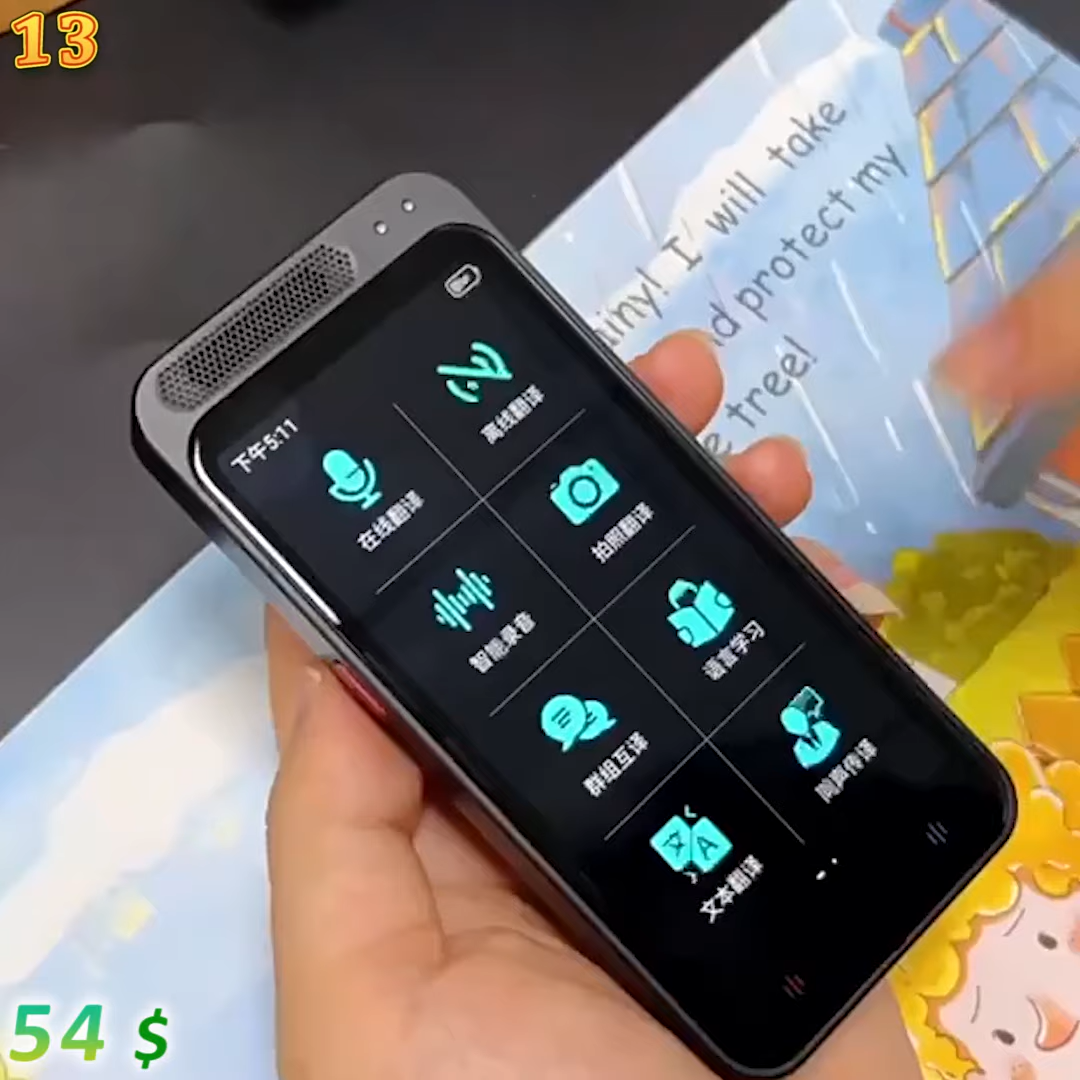 13
下午5:11
在线翻译
离线翻译
智能录音
拍照翻译
群组互译
语言学习
文本翻译
同声传译
文 A
I will take
protect my
tree!
54 $